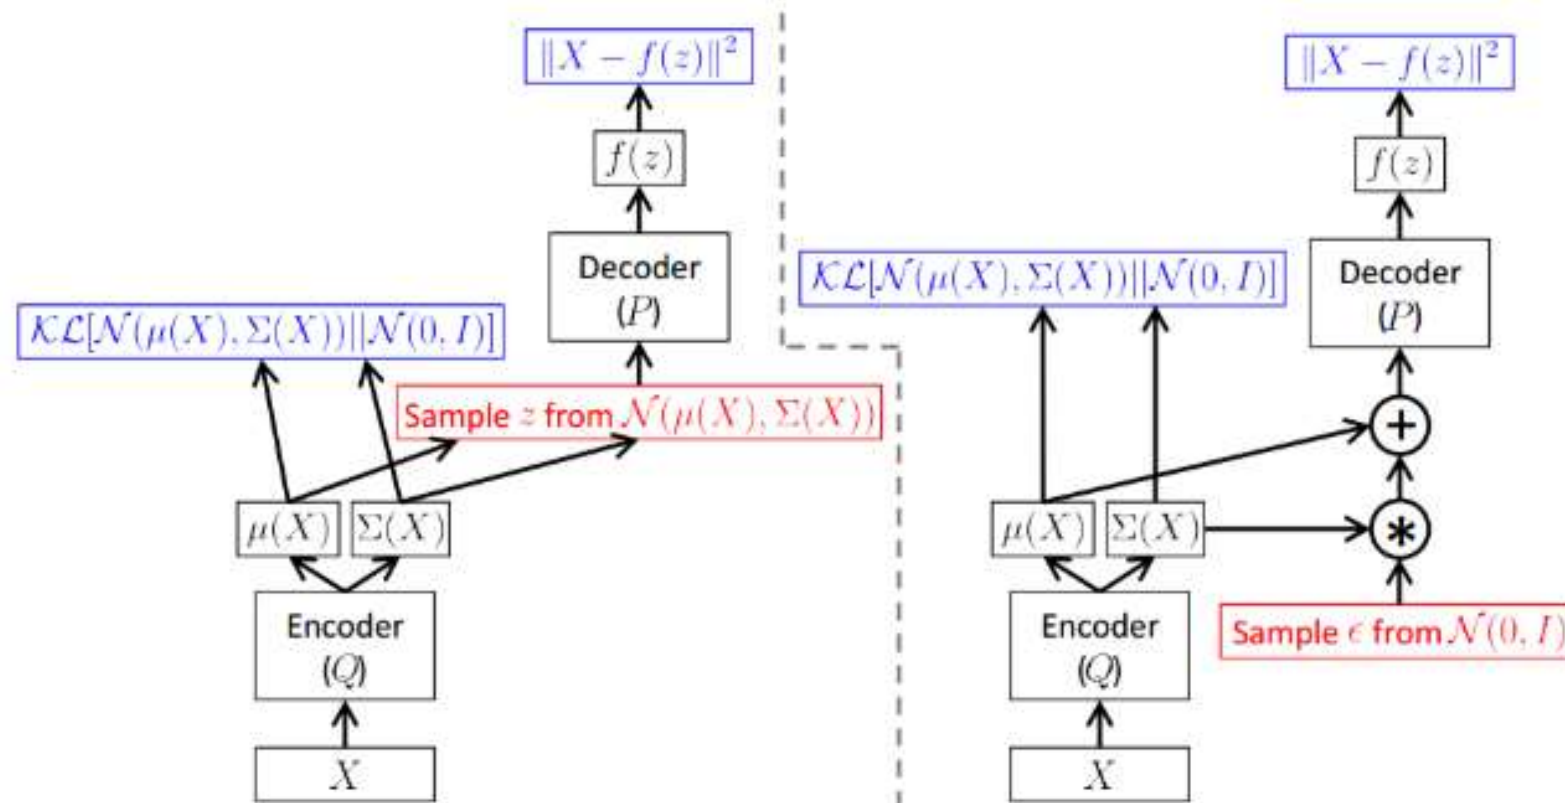 ‖X − f(z)‖²
f(z)
Decoder
(P)
𝒦ℒ[𝒩(μ(X), Σ(X))||𝒩(0, I)]
Sample z from 𝒩(μ(X), Σ(X))
μ(X)
Σ(X)
Encoder
(Q)
X
‖X − f(z)‖²
f(z)
𝒦ℒ[𝒩(μ(X), Σ(X))||𝒩(0, I)]
Decoder
(P)
+
μ(X)
Σ(X)
*
Encoder
(Q)
Sample ϵ from 𝒩(0, I)
X